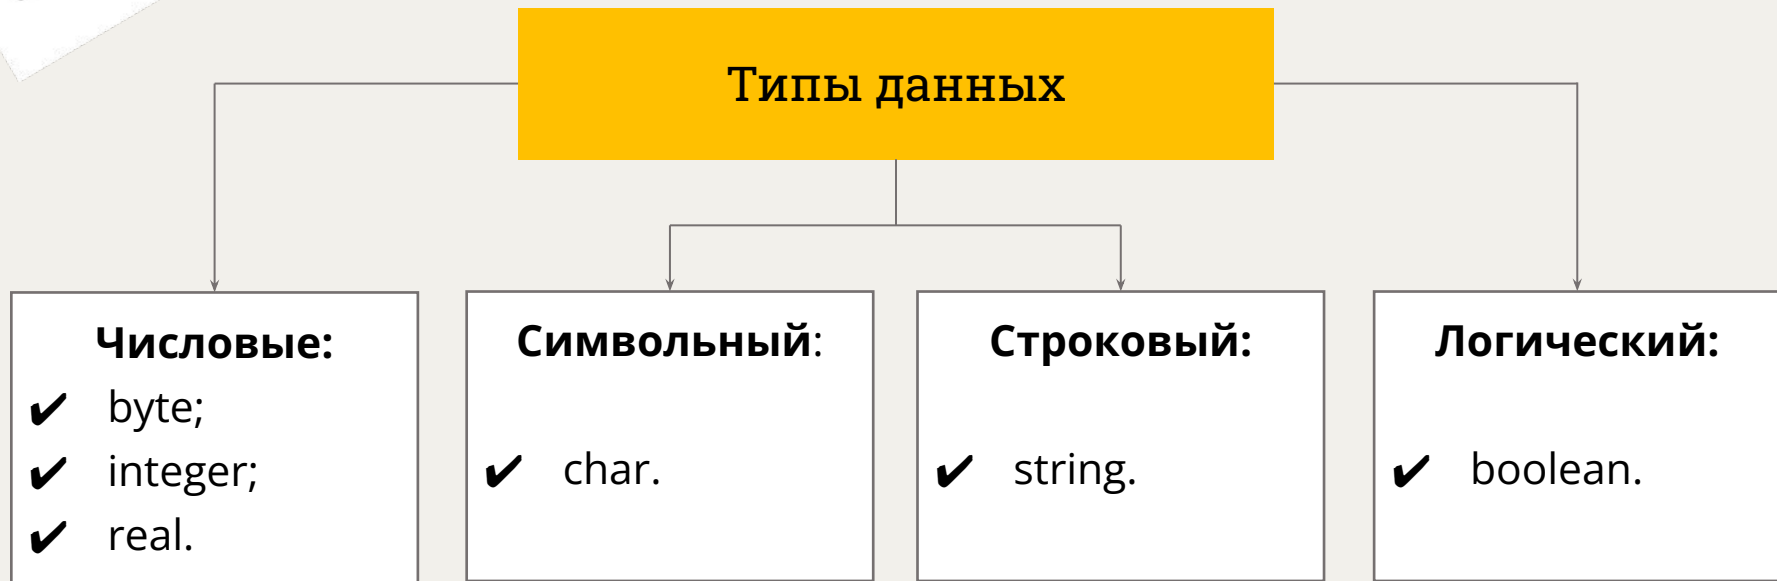 Типы данных
Числовые:
✔ byte;
✔ integer;
✔ real.
Символьный:
✔ char.
Строковый:
✔ string.
Логический:
✔ boolean.